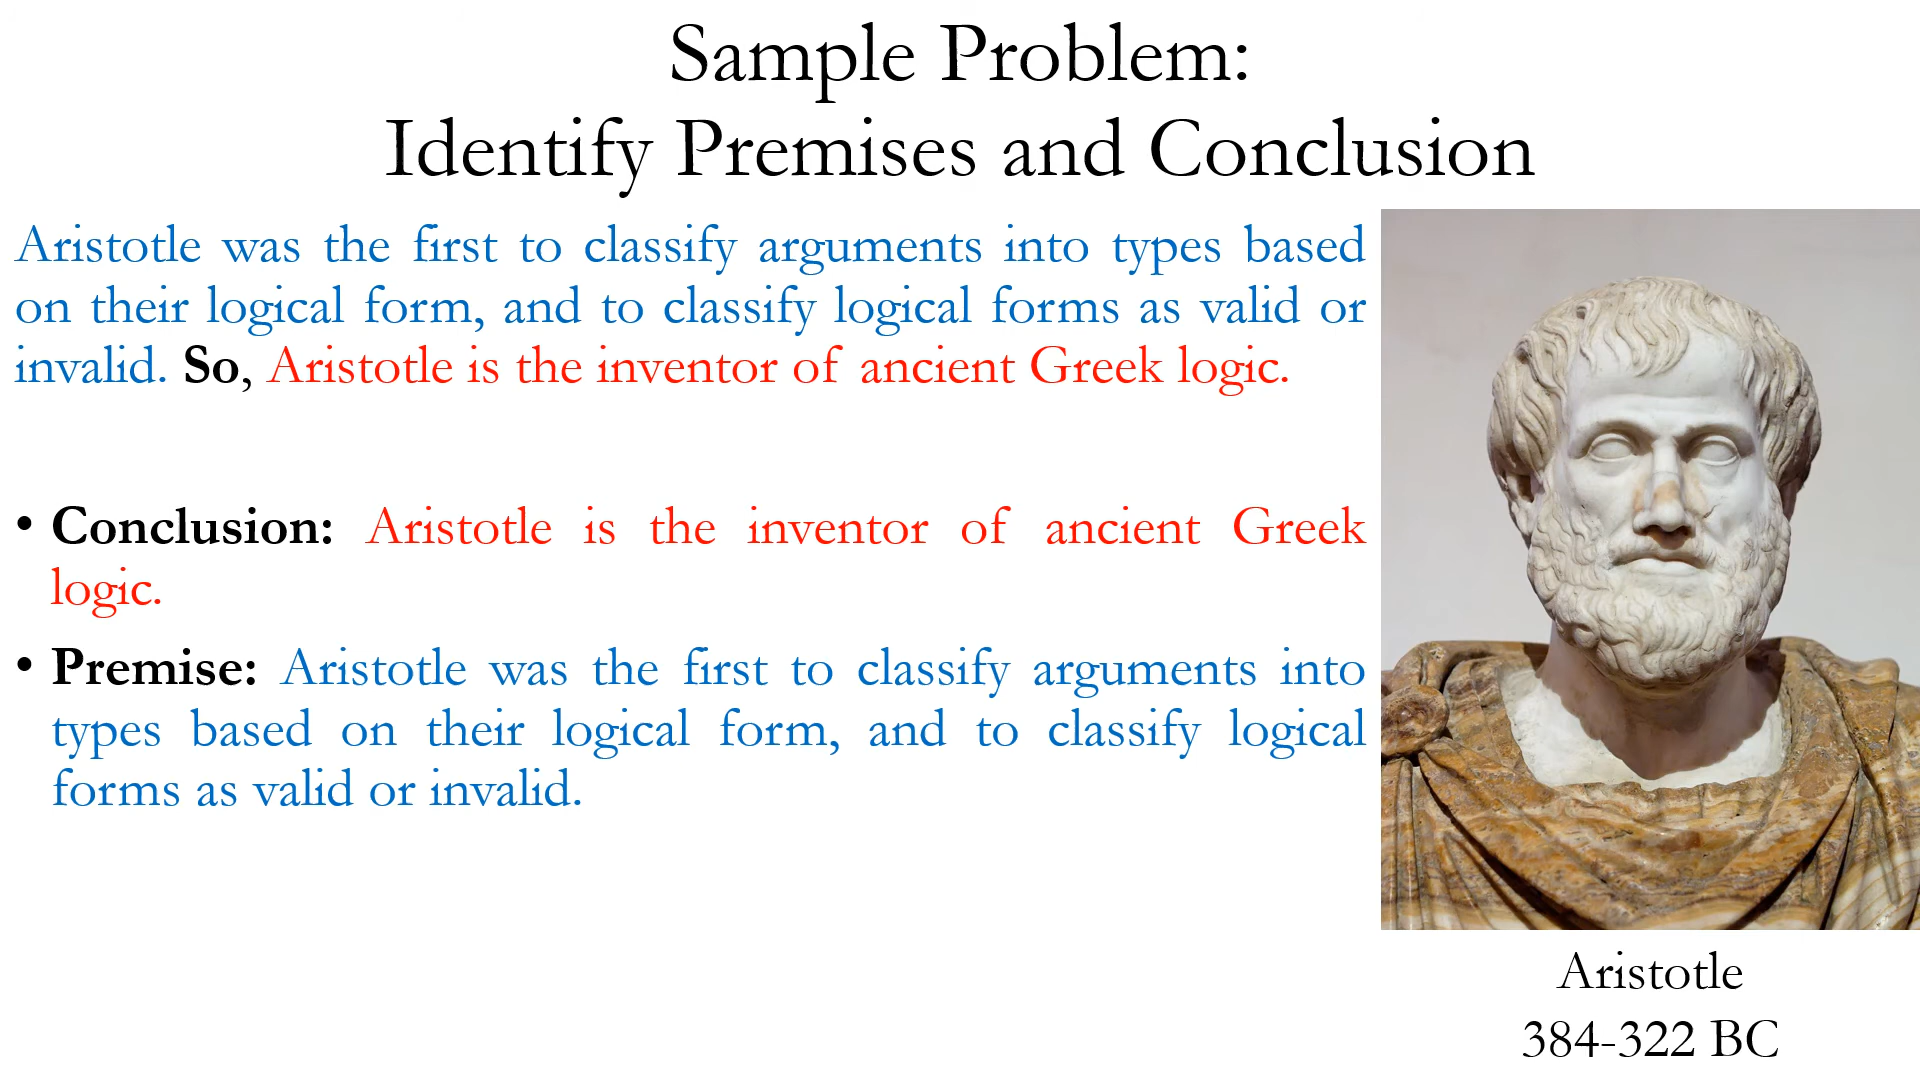 Sample Problem:
Identify Premises and Conclusion
Aristotle was the first to classify arguments into types based
on their logical form, and to classify logical forms as valid or
invalid. So, Aristotle is the inventor of ancient Greek logic.
• Conclusion: Aristotle is the inventor of ancient Greek
logic.
• Premise: Aristotle was the first to classify arguments into
types based on their logical form, and to classify logical
forms as valid or invalid.
Aristotle
384-322 BC